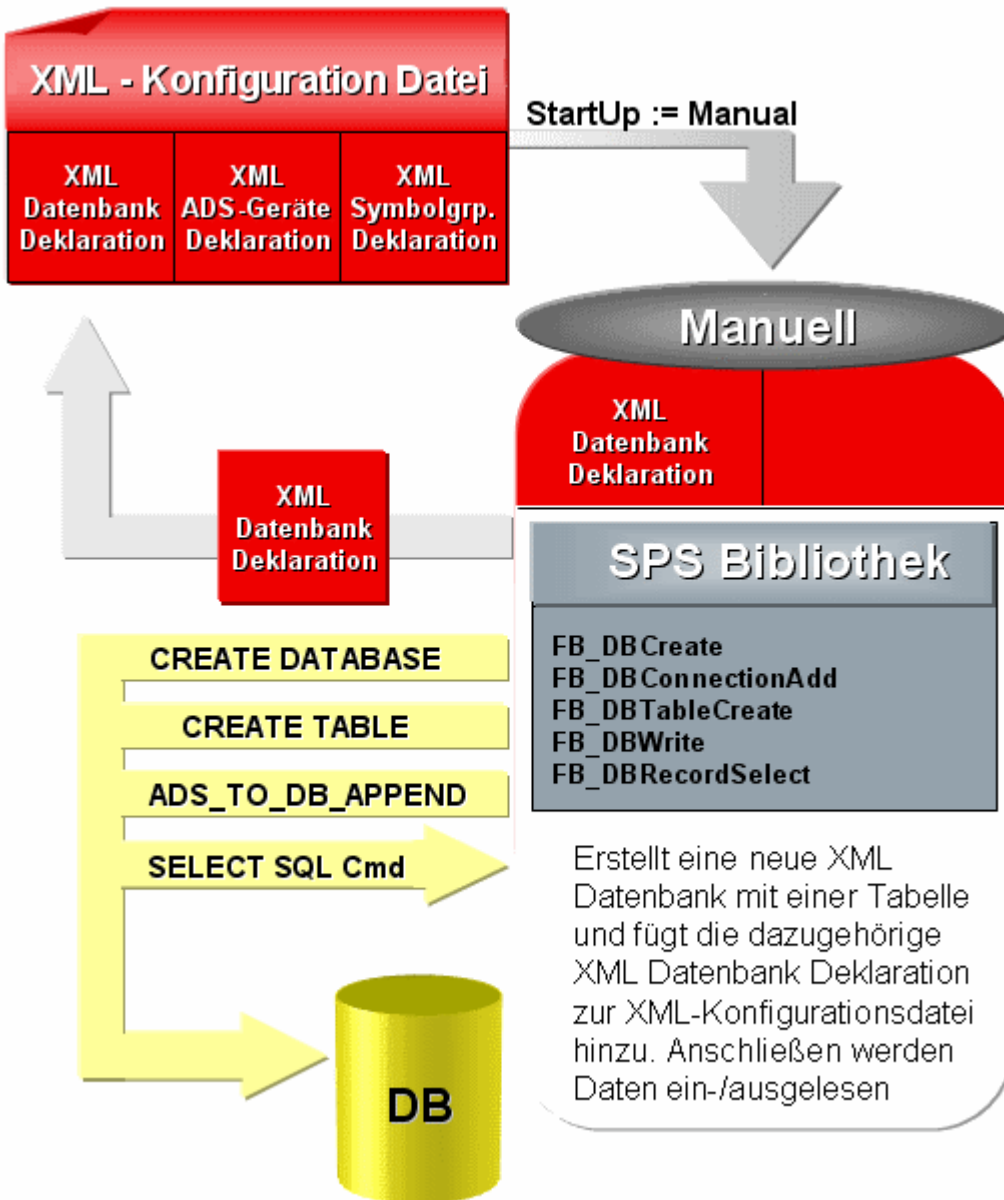 XML - Konfiguration Datei
StartUp := Manual
XML
Datenbank
Deklaration
XML
ADS-Geräte
Deklaration
XML
Symbolgrp.
Deklaration
Manuell
XML
Datenbank
Deklaration
XML
Datenbank
Deklaration
SPS Bibliothek
FB_DBCreate
FB_DBConnectionAdd
FB_DBTableCreate
FB_DBWrite
FB_DBRecordSelect
CREATE DATABASE
CREATE TABLE
ADS_TO_DB_APPEND
SELECT SQL Cmd
Erstellt eine neue XML
Datenbank mit einer Tabelle
und fügt die dazugehörige
XML Datenbank Deklaration
zur XML-Konfigurationsdatei
hinzu. Anschließen werden
Daten ein-/ausgelesen
DB